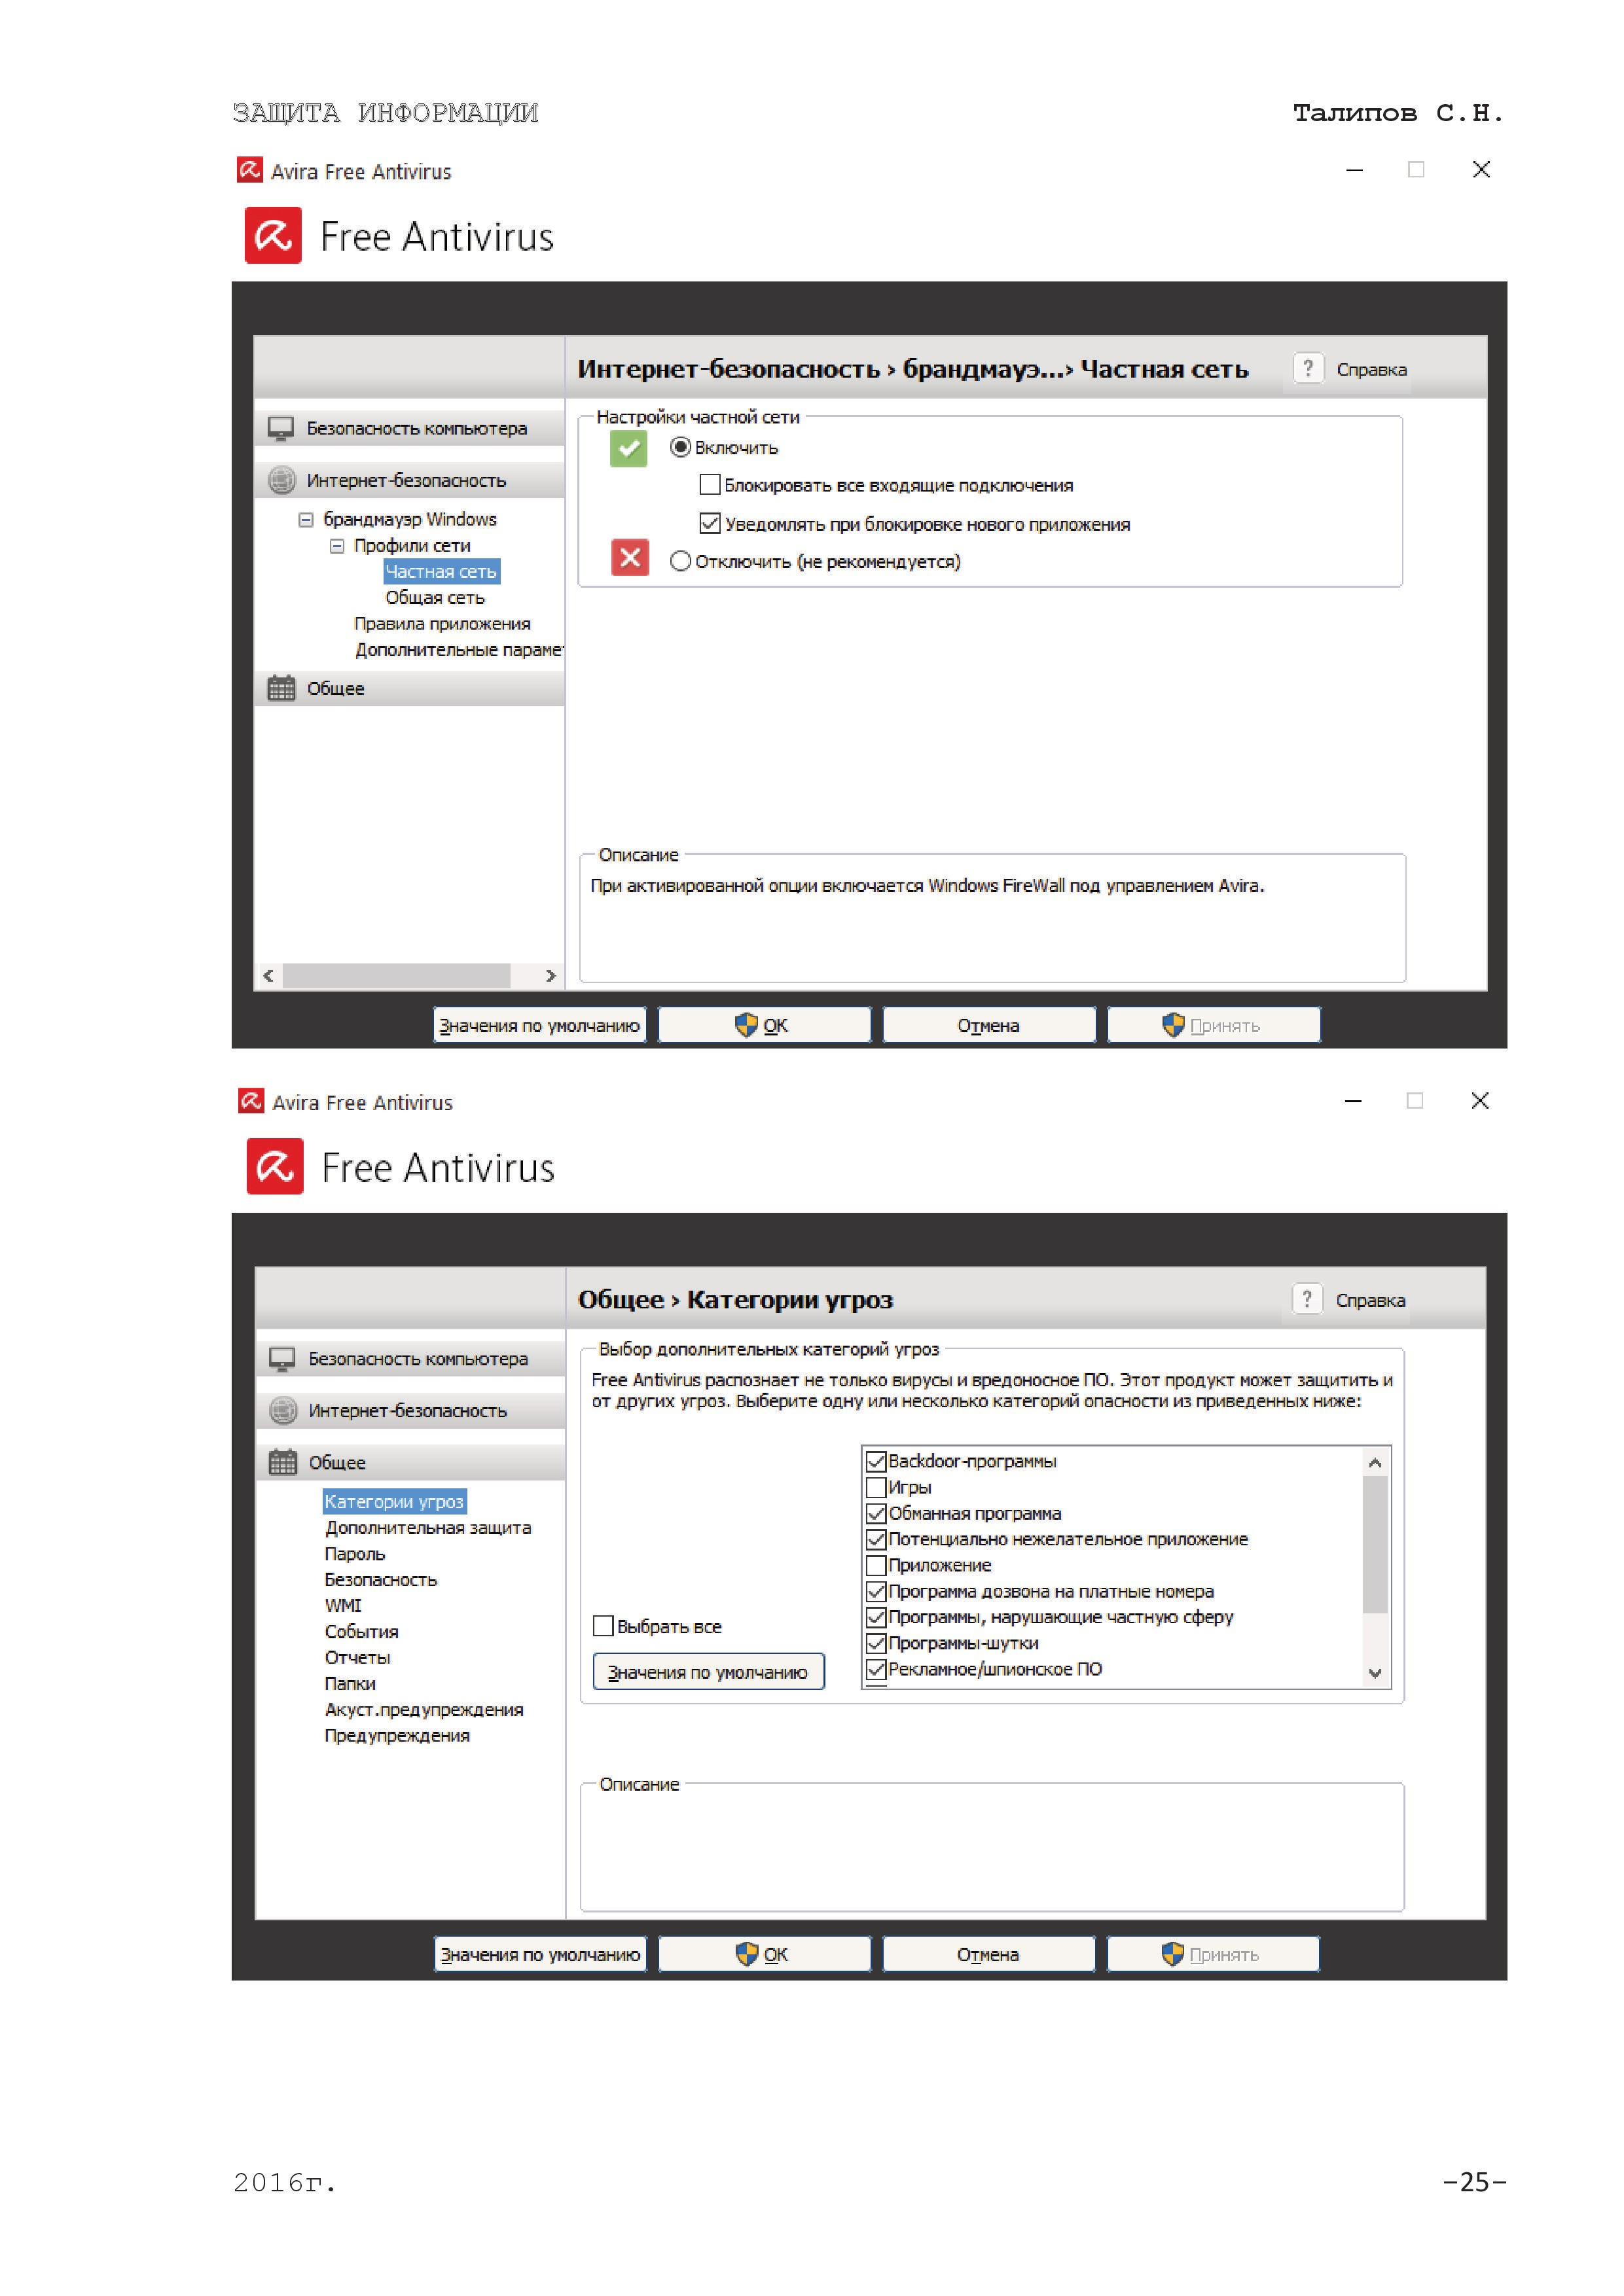 ЗАЩИТА ИНФОРМАЦИИ Талипов С.Н.
Avira Free Antivirus
Free Antivirus
Интернет-безопасность › брандмауэ...› Частная сеть
? Справка
Безопасность компьютера
Интернет-безопасность
брандмауэр Windows
Профили сети
Частная сеть
Общая сеть
Правила приложения
Дополнительные параме
Общее
Настройки частной сети
Включить
Блокировать все входящие подключения
Уведомлять при блокировке нового приложения
Отключить (не рекомендуется)
Описание
При активированной опции включается Windows FireWall под управлением Avira.
Значения по умолчанию OK Отмена Принять
Avira Free Antivirus
Free Antivirus
Общее › Категории угроз
? Справка
Безопасность компьютера
Интернет-безопасность
Общее
Категории угроз
Дополнительная защита
Пароль
Безопасность
WMI
События
Отчеты
Папки
Акуст.предупреждения
Предупреждения
Выбор дополнительных категорий угроз
Free Antivirus распознает не только вирусы и вредоносное ПО. Этот продукт может защитить и
от других угроз. Выберите одну или несколько категорий опасности из приведенных ниже:
Backdoor-программы
Игры
Обманная программа
Потенциально нежелательное приложение
Приложение
Программа дозвона на платные номера
Программы, нарушающие частную сферу
Программы-шутки
Рекламное/шпионское ПО
Выбрать все
Значения по умолчанию
Описание
Значения по умолчанию OK Отмена Принять
2016г. -25-